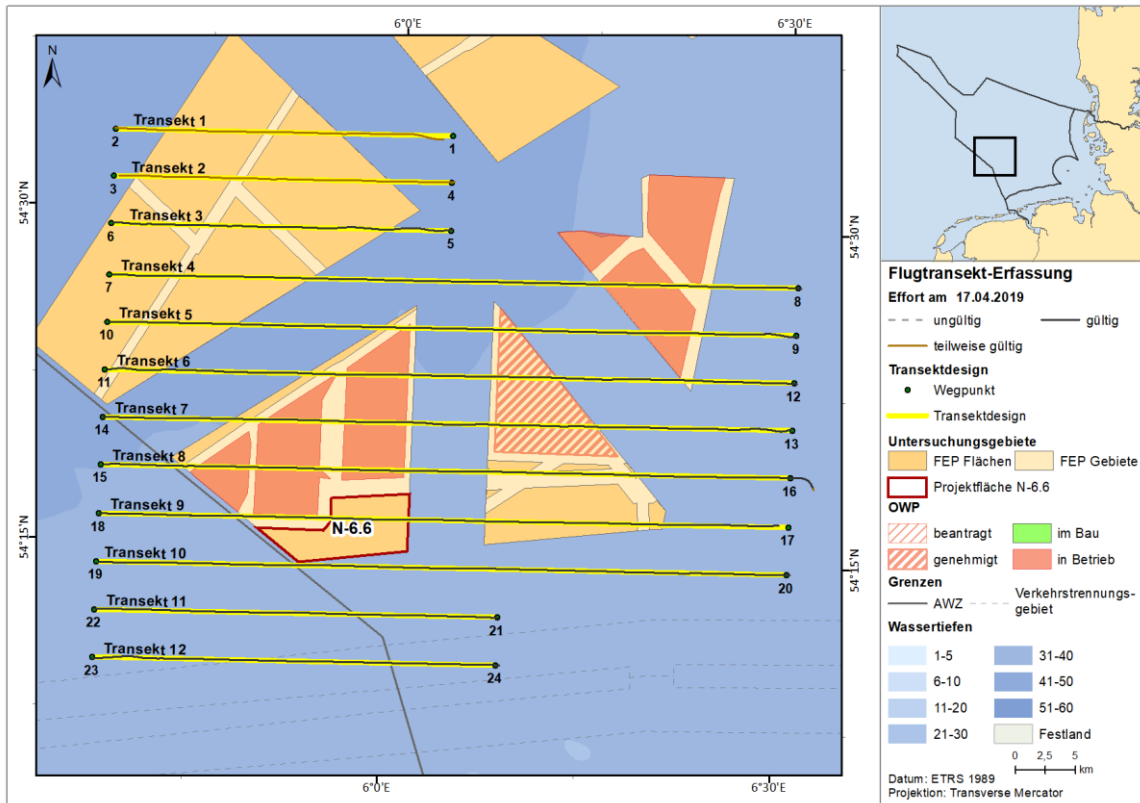 6°0'E
6°30'E
N
54°30'N
54°15'N
54°30'N
54°15'N
6°0'E
6°30'E
Transekt 1
2
1
Transekt 2
3
4
Transekt 3
6
5
Transekt 4
7
8
Transekt 5
10
9
Transekt 6
11
12
Transekt 7
14
13
Transekt 8
15
16
Transekt 9
18
17
N-6.6
Transekt 10
19
20
Transekt 11
22
21
Transekt 12
23
24
Flugtransekt-Erfassung
Effort am 17.04.2019
ungültig
gültig
teilweise gültig
Transektdesign
Wegpunkt
Transektdesign
Untersuchungsgebiete
FEP Flächen
FEP Gebiete
Projektfläche N-6.6
OWP
beantragt
im Bau
genehmigt
in Betrieb
Grenzen
AWZ
Verkehrstrennungs-
gebiet
Wassertiefen
1-5
31-40
6-10
41-50
11-20
51-60
21-30
Festland
0 2,5 5
km
Datum: ETRS 1989
Projektion: Transverse Mercator